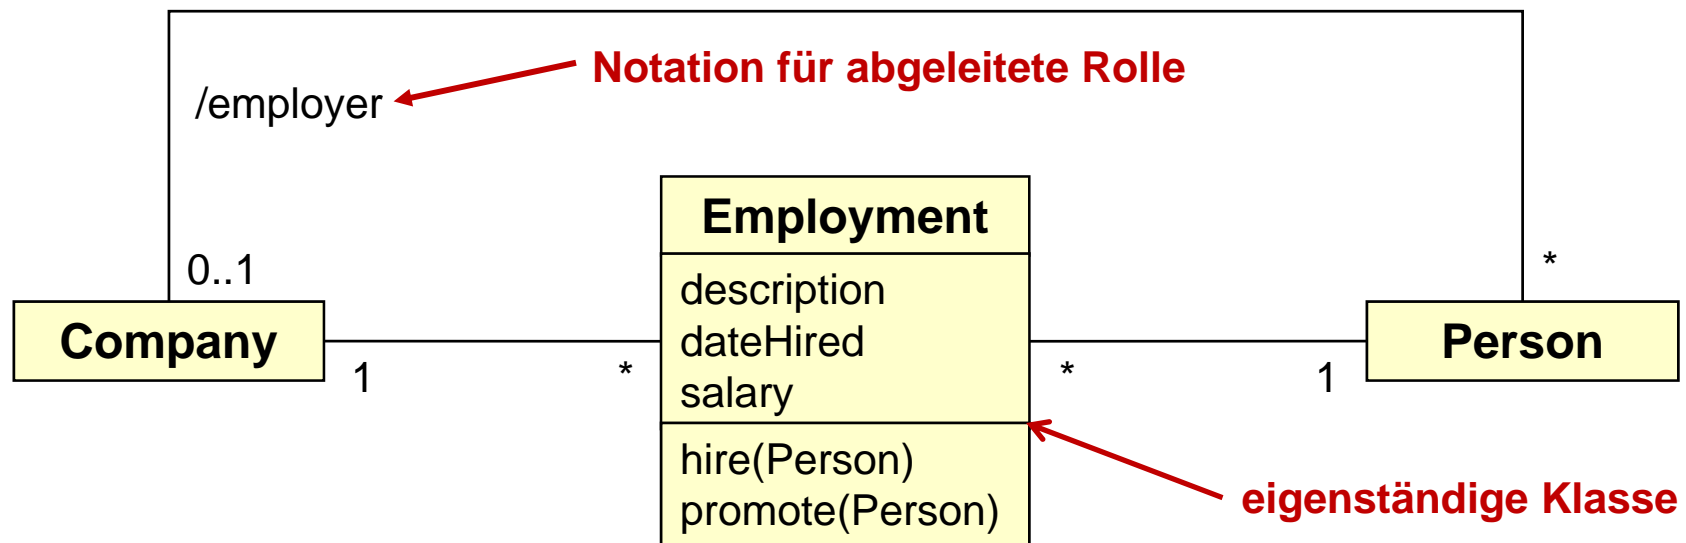 Notation für abgeleitete Rolle
/employer
Employment
0..1
*
description
dateHired
salary
Company
Person
1
*
*
1
hire(Person)
promote(Person)
eigenständige Klasse